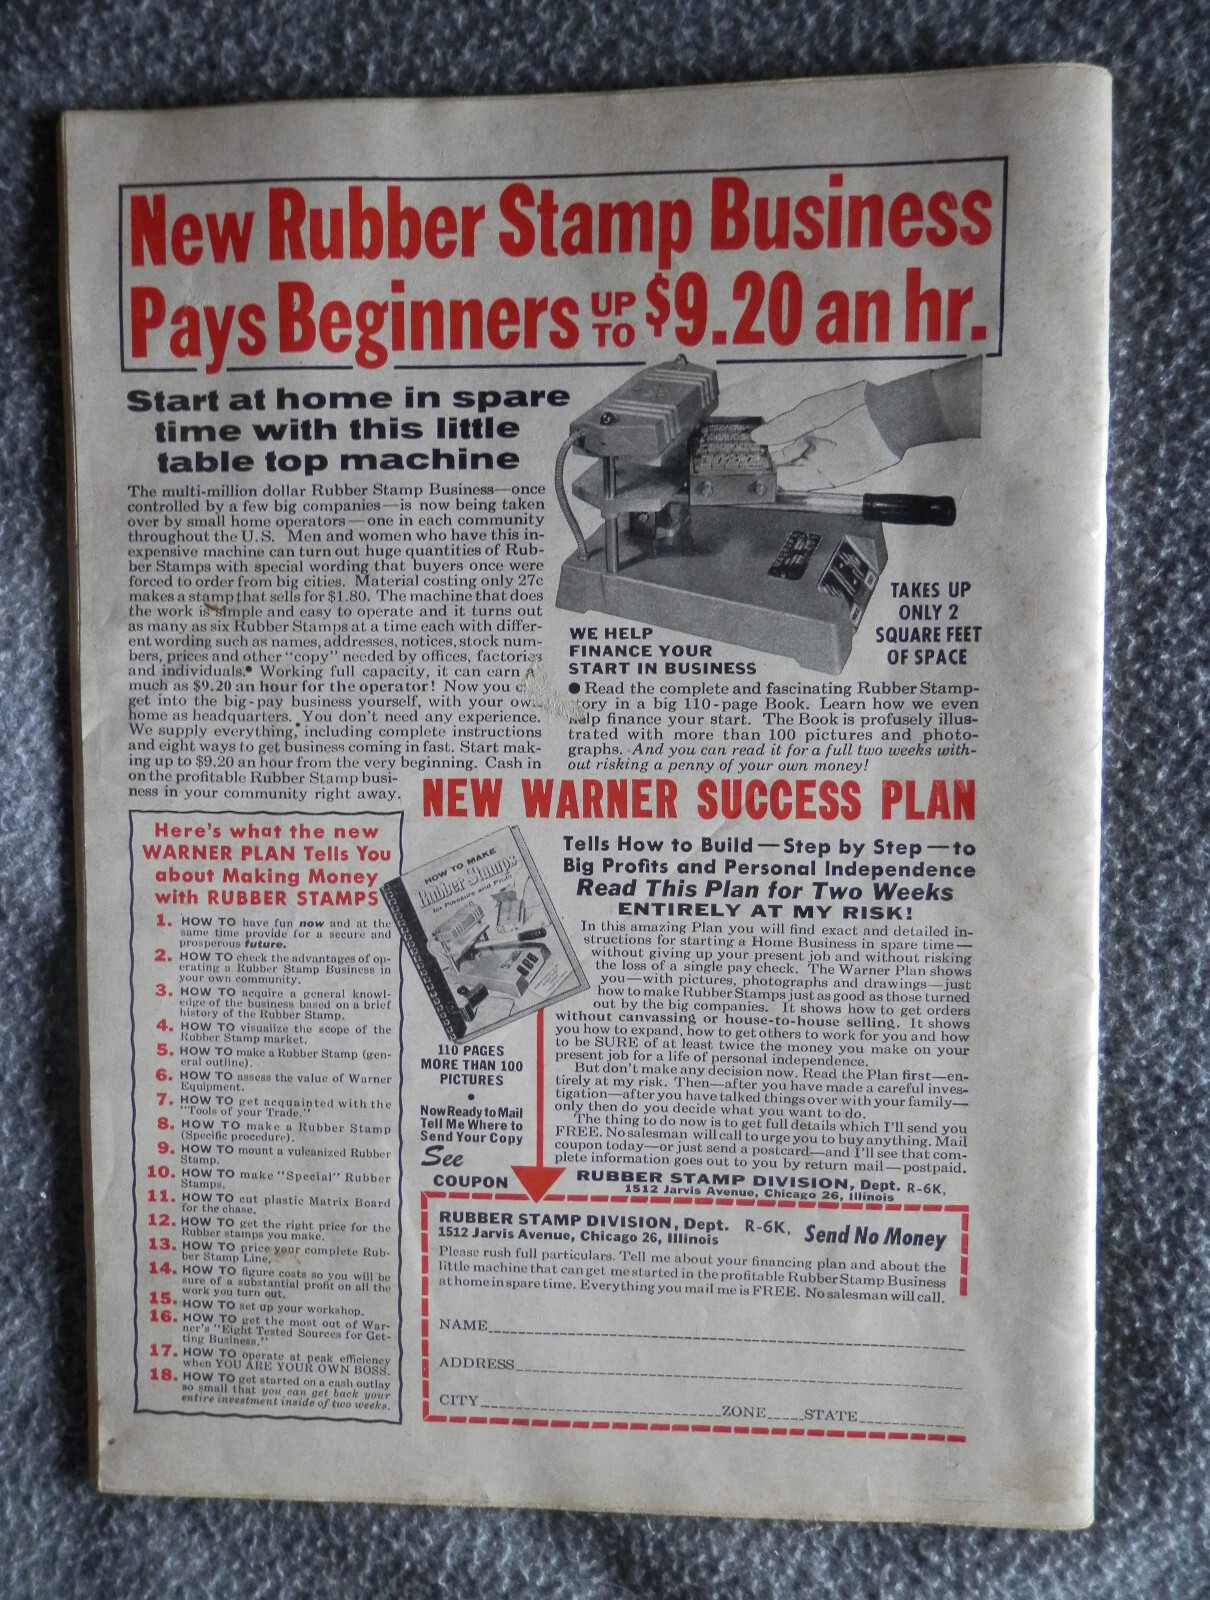 New Rubber Stamp Business
Pays Beginners UP TO $9.20 an hr.
Start at home in spare
time with this little
table top machine
The multi-million dollar Rubber Stamp Business—once
controlled by a few big companies—is now being taken
over by small home operators—one in each community
throughout the U.S. Men and women who have this in-
expensive machine can turn out huge quantities of Rub-
ber Stamps with special wording that buyers once were
forced to order from big cities. Material costing only 27c
makes a stamp that sells for $1.80. The machine that does
the work is simple and easy to operate and it turns out
as many as six Rubber Stamps at a time each with differ-
ent wording such as names, addresses, notices, stock num-
bers, prices and other "copy" needed by offices, factories
and individuals. Working full capacity, it can earn
much as $9.20 an hour for the operator! Now you
get into the big-pay business yourself, with your
home as headquarters. You don't need any experience.
We supply everything, including complete instructions
and eight ways to get business coming in fast. Start mak-
ing up to $9.20 an hour from the very beginning. Cash in
on the profitable Rubber Stamp busi-
ness in your community right away.
TAKES UP
ONLY 2
SQUARE FEET
OF SPACE
WE HELP
FINANCE YOUR
START IN BUSINESS
● Read the complete and fascinating Rubber Stamp
in a big 110-page Book. Learn how we even
help finance your start. The Book is profusely illus-
trated with more than 100 pictures and photo-
graphs. And you can read it for a full two weeks with-
out risking a penny of your own money!
NEW WARNER SUCCESS PLAN
Here's what the new
WARNER PLAN Tells You
about Making Money
with RUBBER STAMPS
1. HOW TO have fun now and at the
same time provide for a secure and
prosperous future.
2. HOW TO check the advantages of op-
erating a Rubber Stamp Business in
your own community.
3. HOW TO acquire a general knowl-
edge of the business based on a brief
history of the Rubber Stamp.
4. HOW TO visualize the scope of the
Rubber Stamp market.
5. HOW TO make a Rubber Stamp (gen-
eral outline).
6. HOW TO assess the value of Warner
Equipment.
7. HOW TO get acquainted with the
"Tools of your Trade."
8. HOW TO make a Rubber Stamp
(Specific procedure).
9. HOW TO mount a vulcanized Rubber
Stamp.
10. HOW TO make "Special" Rubber
Stamps.
11. HOW TO cut plastic Matrix Board
for the chase.
12. HOW TO get the right price for the
Rubber stamps you make.
13. HOW TO price your complete Rub-
ber Stamp Line.
14. HOW TO figure costs so you will be
sure of a substantial profit on all the
work you turn out.
15. HOW TO set up your workshop.
16. HOW TO get the most out of War-
ner's "Eight Tested Sources for Get-
ting Business."
17. HOW TO operate at peak efficiency
when YOU ARE YOUR OWN BOSS.
18. HOW TO get started on a cash outlay
so small that you can get back your
entire investment inside of two weeks.
HOW TO MAKE
Rubber Stamps
for Pleasure and Profit
110 PAGES
MORE THAN 100
PICTURES
•
Now Ready to Mail
Tell Me Where to
Send Your Copy
See
COUPON
Tells How to Build—Step by Step—to
Big Profits and Personal Independence
Read This Plan for Two Weeks
ENTIRELY AT MY RISK!
In this amazing Plan you will find exact and detailed in-
structions for starting a Home Business in spare time—
without giving up your present job and without risking
the loss of a single pay check. The Warner Plan shows
you—with pictures, photographs and drawings—just
how to make Rubber Stamps just as good as those turned
out by the big companies. It shows how to get orders
without canvassing or house-to-house selling. It shows
you how to expand, how to get others to work for you and how
to be SURE of at least twice the money you make on your
present job for a life of personal independence.
But don't make any decision now. Read the Plan first—en-
tirely at my risk. Then—after you have made a careful inves-
tigation—after you have talked things over with your family—
only then do you decide what you want to do.
The thing to do now is to get full details which I'll send you
FREE. No salesman will call to urge you to buy anything. Mail
coupon today—or just send a postcard—and I'll see that com-
plete information goes out to you by return mail—postpaid.
RUBBER STAMP DIVISION, Dept. R-6K,
1512 Jarvis Avenue, Chicago 26, Illinois
RUBBER STAMP DIVISION, Dept. R-6K, Send No Money
1512 Jarvis Avenue, Chicago 26, Illinois
Please rush full particulars. Tell me about your financing plan and about the
little machine that can get me started in the profitable Rubber Stamp Business
at home in spare time. Everything you mail me is FREE. No salesman will call.
NAME
ADDRESS
CITY ZONE STATE